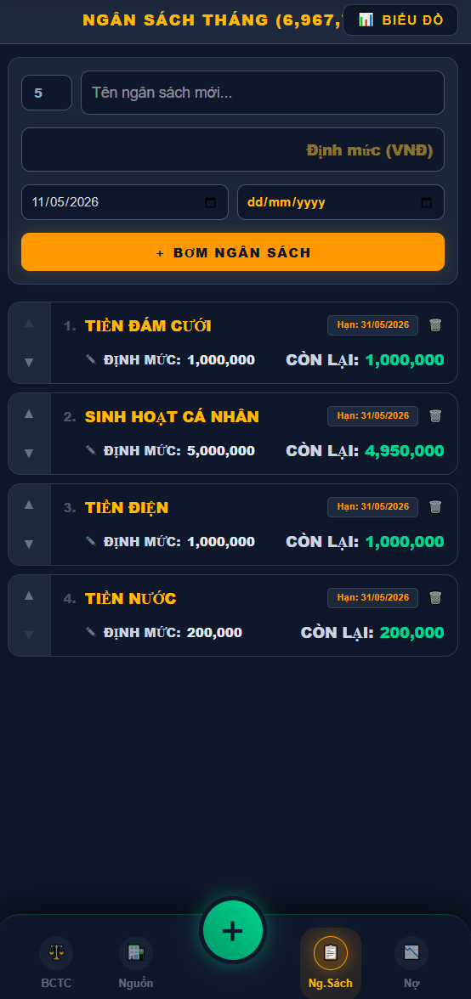 NGÂN SÁCH THÁNG (6,967,
BIỂU ĐỒ
5
Tên ngân sách mới...
Định mức (VNĐ)
11/05/2026
dd/mm/yyyy
+ BƠM NGÂN SÁCH
▲
1. TIỀN ĐÁM CƯỚI
Hạn: 31/05/2026
▼
ĐỊNH MỨC: 1,000,000
CÒN LẠI: 1,000,000
▲
2. SINH HOẠT CÁ NHÂN
Hạn: 31/05/2026
▼
ĐỊNH MỨC: 5,000,000
CÒN LẠI: 4,950,000
▲
3. TIỀN ĐIỆN
Hạn: 31/05/2026
▼
ĐỊNH MỨC: 1,000,000
CÒN LẠI: 1,000,000
▲
4. TIỀN NƯỚC
Hạn: 31/05/2026
▼
ĐỊNH MỨC: 200,000
CÒN LẠI: 200,000
+
BCTC
Nguồn
Ng.Sách
Nợ